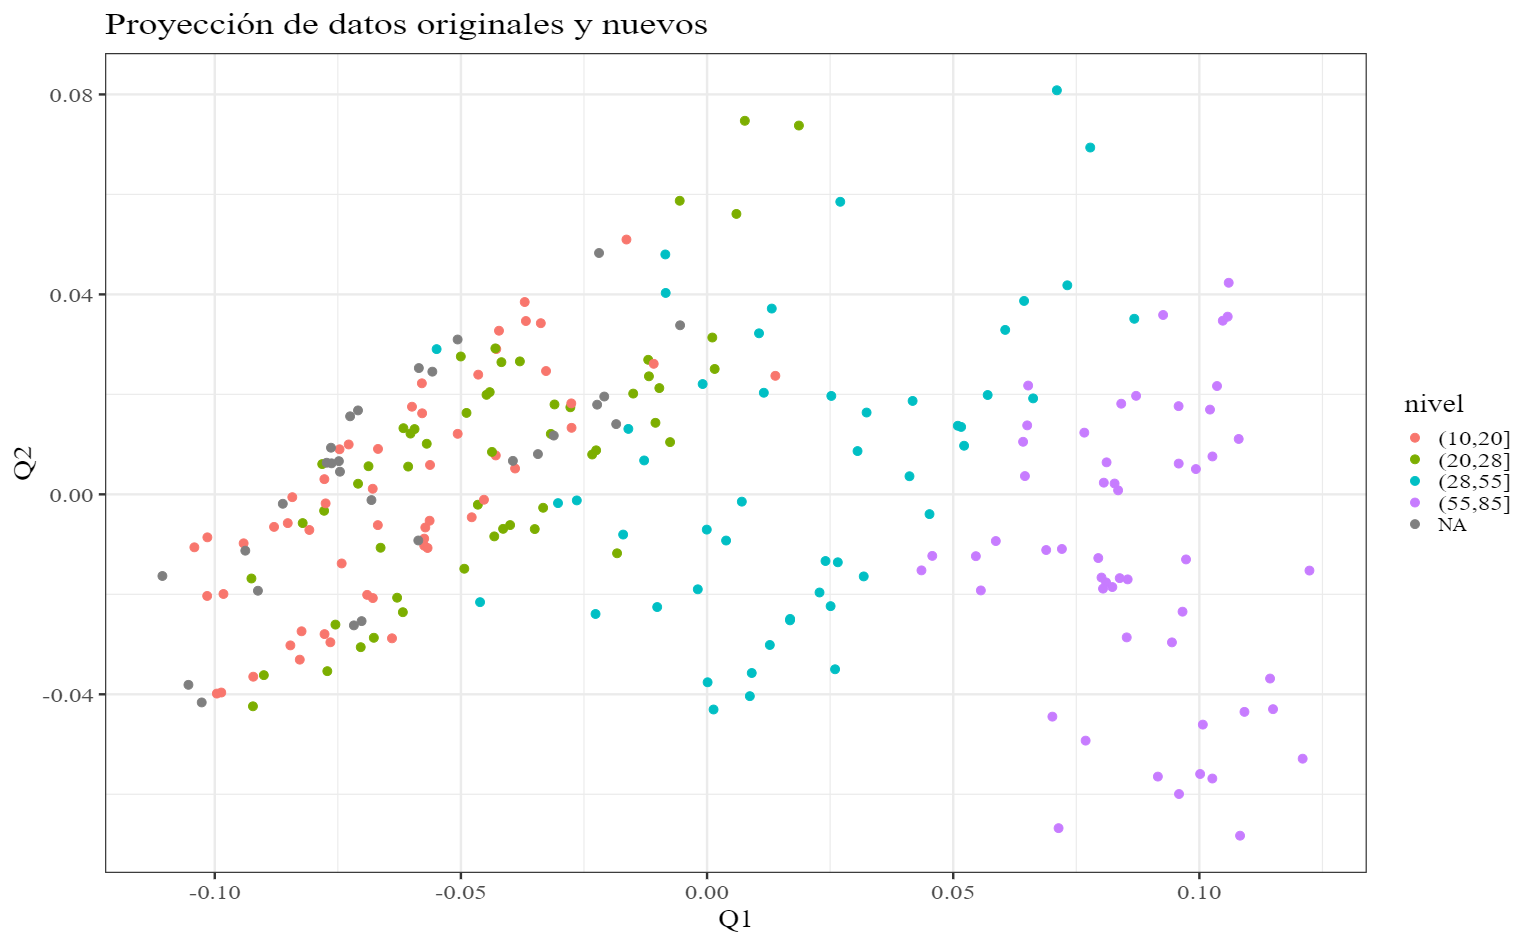 Proyección de datos originales y nuevos
0.08
0.04
0.00
-0.04
Q2
-0.10
-0.05
0.00
0.05
0.10
Q1
nivel
(10,20]
(20,28]
(28,55]
(55,85]
NA